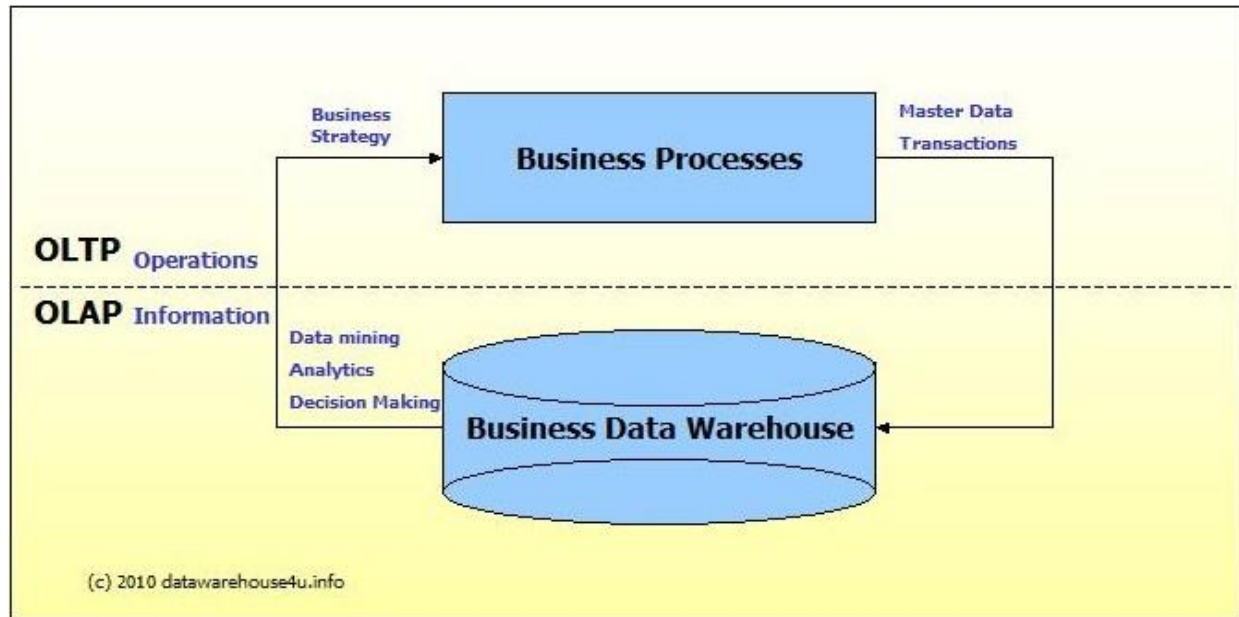 Business
Strategy
Business Processes
Master Data
Transactions
OLTP Operations
OLAP Information
Data mining
Analytics
Decision Making
Business Data Warehouse
(c) 2010 datawarehouse4u.info